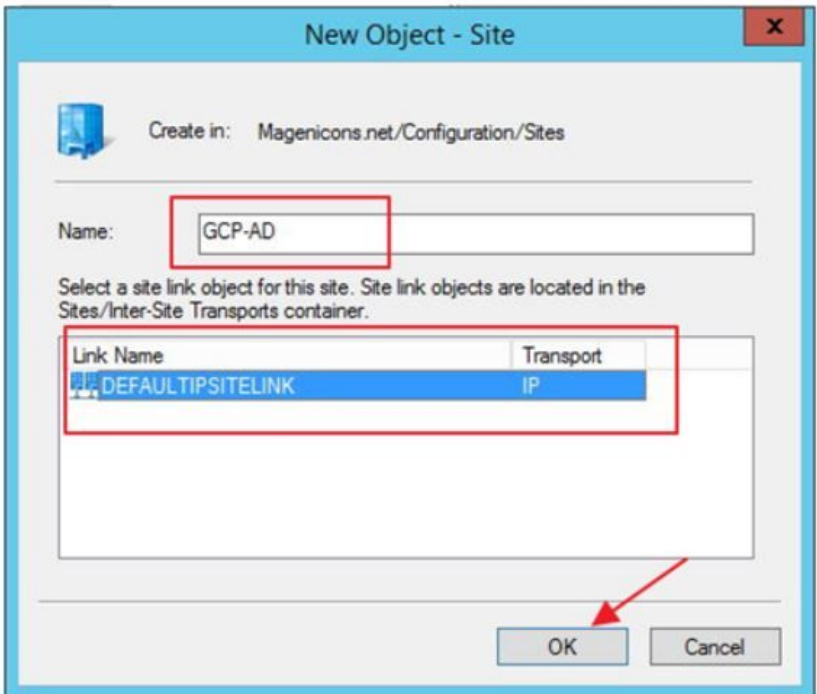 New Object - Site
x
Create in: Magenicons.net/Configuration/Sites
Name: GCP-AD
Select a site link object for this site. Site link objects are located in the
Sites/Inter-Site Transports container.
Link Name Transport
DEFAULTIPSITELINK IP
OK Cancel